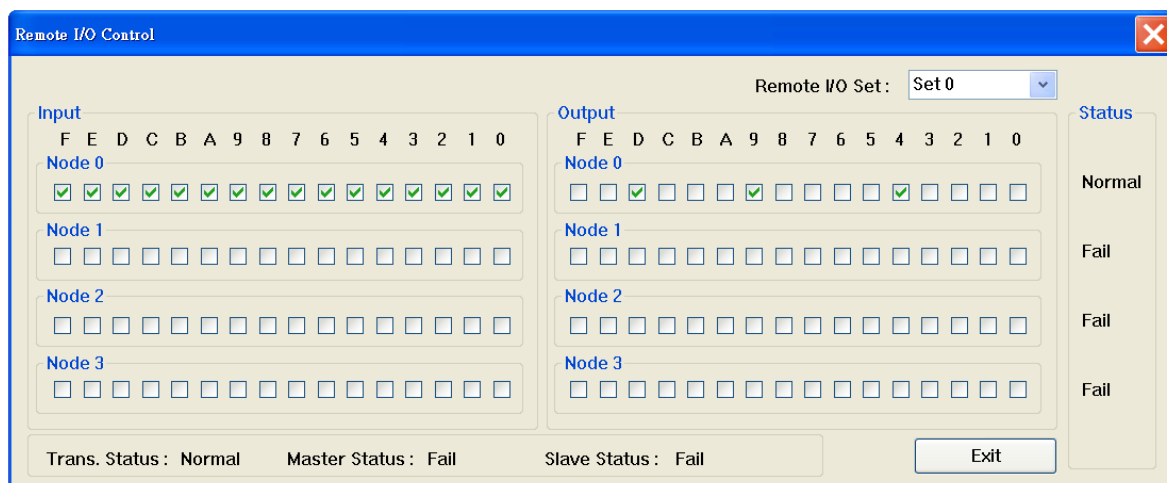 Remote I/O Control
Remote I/O Set : Set 0
Input Output Status
F E D C B A 9 8 7 6 5 4 3 2 1 0 F E D C B A 9 8 7 6 5 4 3 2 1 0
Node 0 Node 0
Normal
Node 1 Node 1
Fail
Node 2 Node 2
Fail
Node 3 Node 3
Fail
Trans. Status : Normal Master Status : Fail Slave Status : Fail Exit